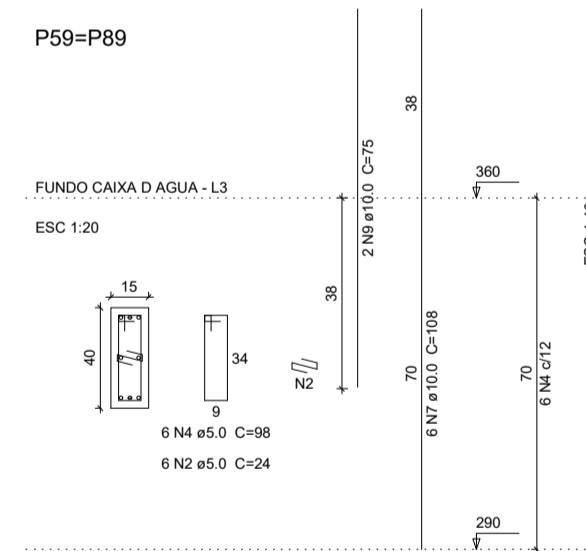 P59=P89
38
2 N9 ø10.0 C=75
360
FUNDO CAIXA D AGUA - L3
ESC 1:20
15
40
34
9
38
N2
6 N4 ø5.0 C=98
6 N2 ø5.0 C=24
70
6 N7 ø10.0 C=108
70
6 N4 c/12
290